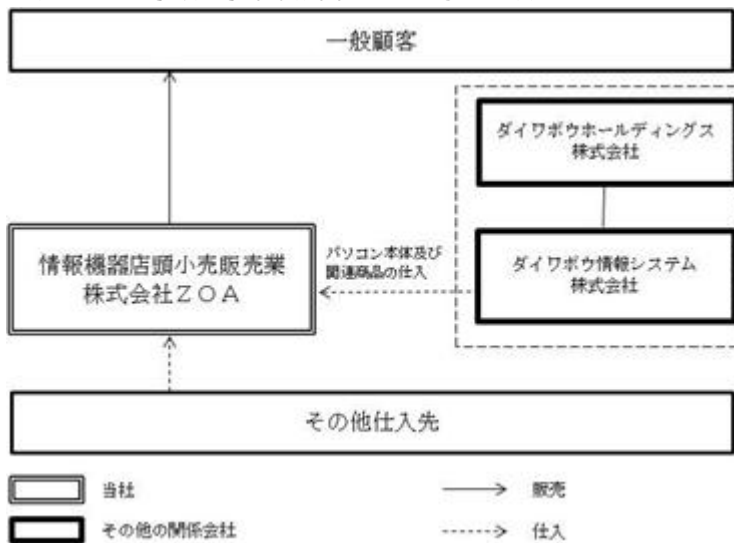 一般顧客
ダイワボウホールディングス
株式会社
情報機器店頭小売販売業
株式会社ＺＯＡ
パソコン本体及び
関連商品の仕入
ダイワボウ情報システム
株式会社
その他仕入先
当社
販売
その他の関係会社
仕入